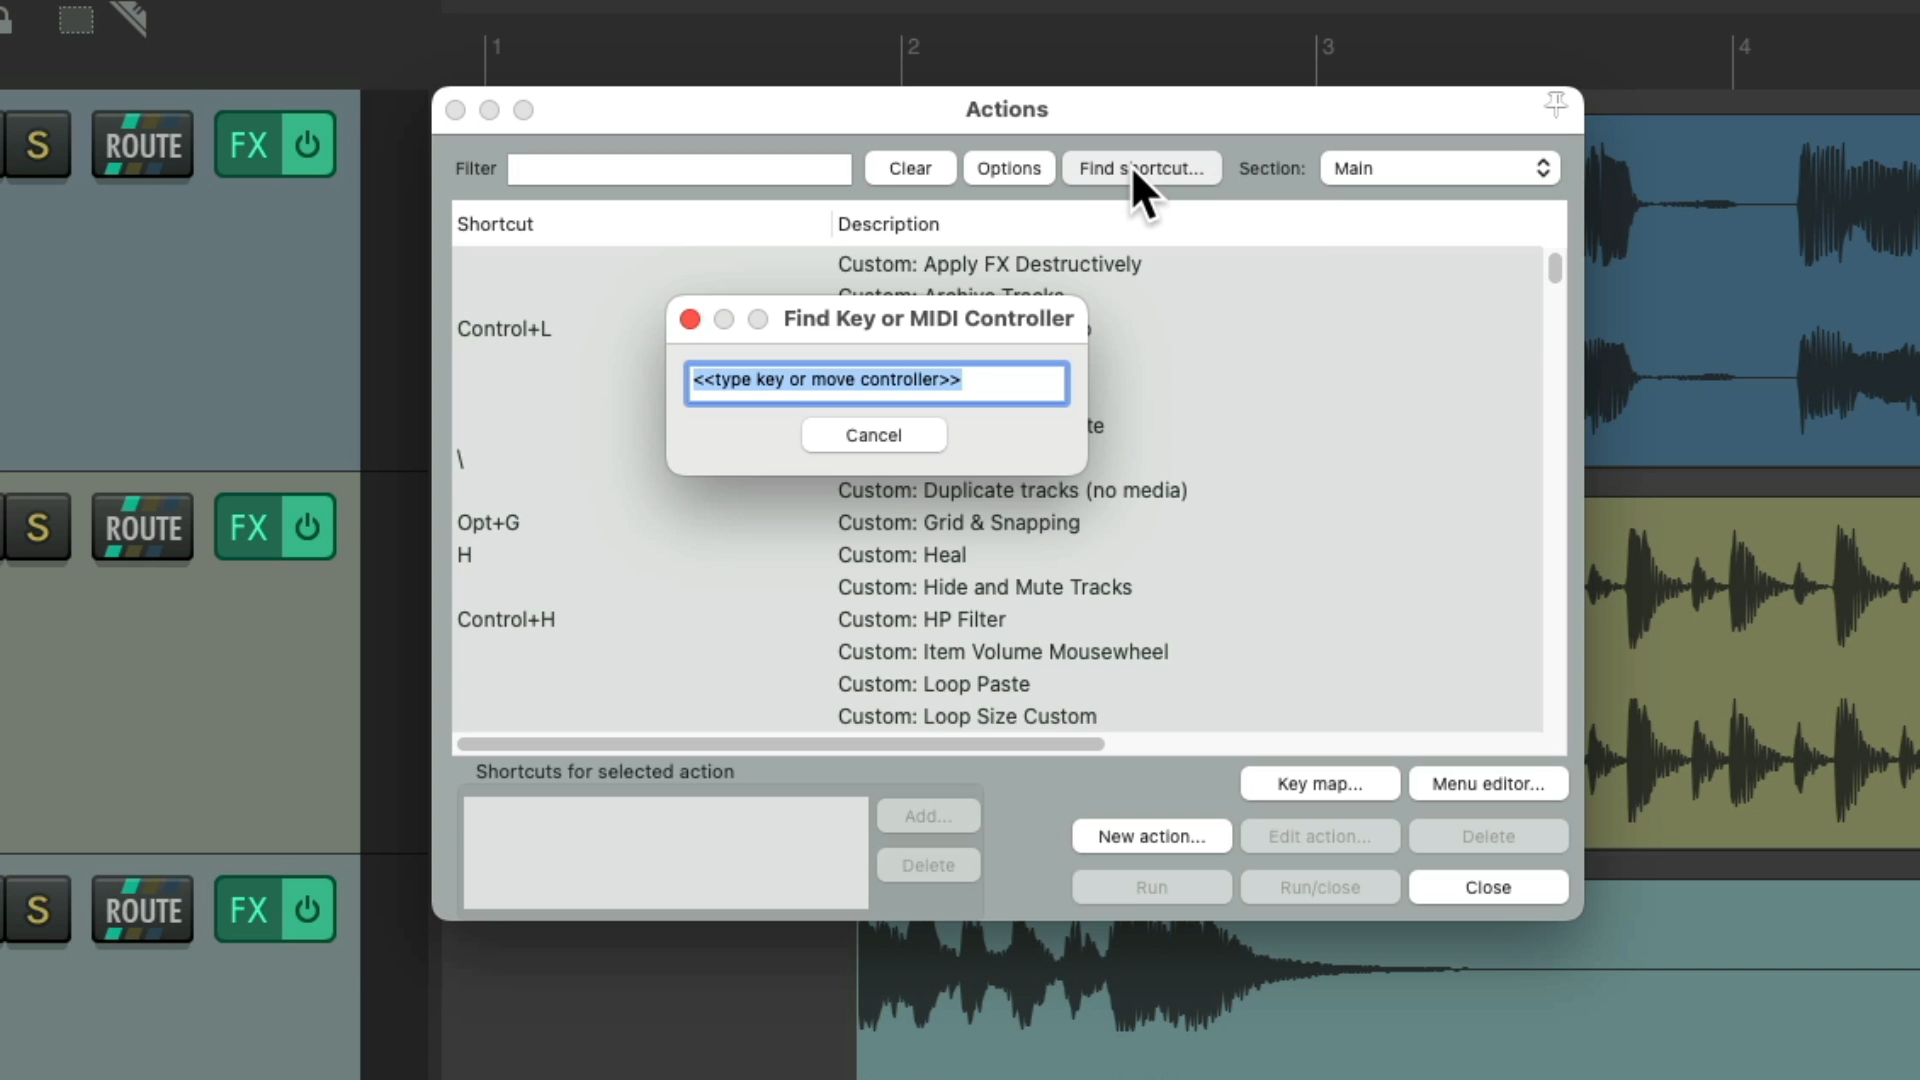 1
2
3
4
Actions
Filter
Clear
Options
Find shortcut...
Section:
Main
Shortcut
Description
Custom: Apply FX Destructively
Control+L
Find Key or MIDI Controller
<<type key or move controller>>
Cancel
te
\
Custom: Duplicate tracks (no media)
Opt+G
Custom: Grid & Snapping
H
Custom: Heal
Custom: Hide and Mute Tracks
Control+H
Custom: HP Filter
Custom: Item Volume Mousewheel
Custom: Loop Paste
Custom: Loop Size Custom
Shortcuts for selected action
Add...
Delete
Key map...
Menu editor...
New action...
Edit action...
Delete
Run
Run/close
Close
S
ROUTE
FX
S
ROUTE
FX
S
ROUTE
FX